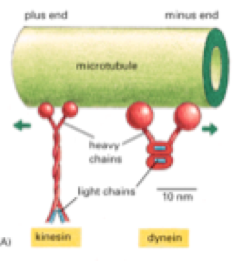 plus end
minus end
microtubule
heavy
chains
light chains
10 nm
A)
kinesin
dynein